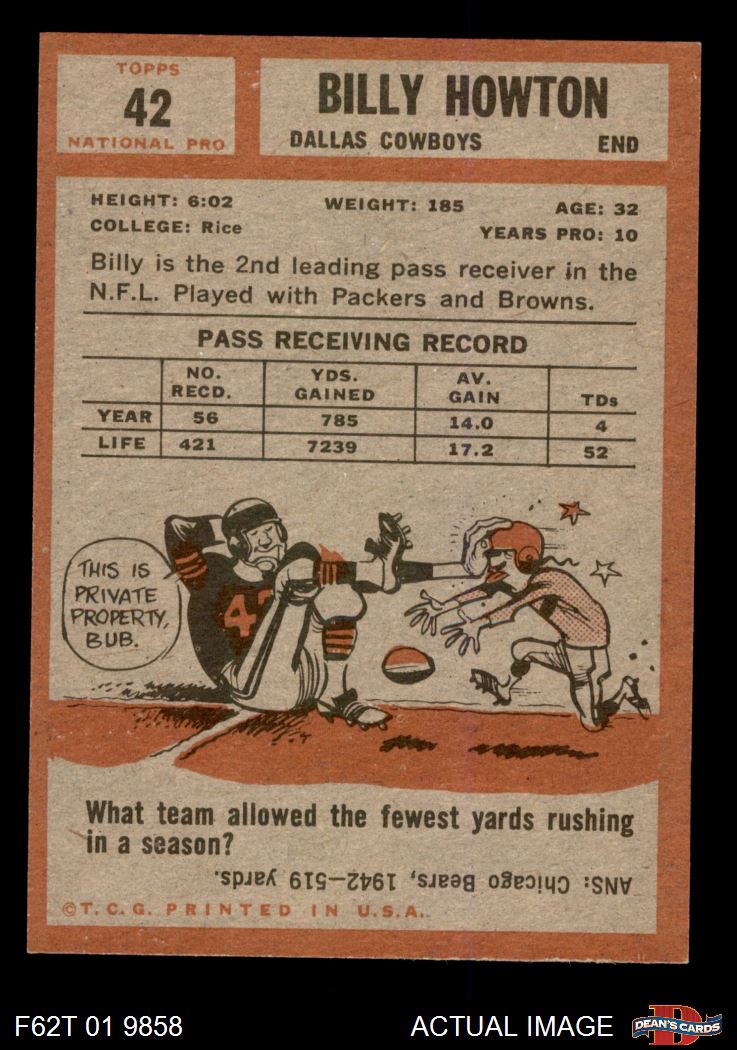 TOPPS
42
NATIONAL PRO
BILLY HOWTON
DALLAS COWBOYS END
HEIGHT: 6:02 WEIGHT: 185 AGE: 32
COLLEGE: Rice YEARS PRO: 10
Billy is the 2nd leading pass receiver in the
N.F.L. Played with Packers and Browns.
PASS RECEIVING RECORD
NO. RECD. YDS. GAINED AV. GAIN TDs
YEAR 56 785 14.0 4
LIFE 421 7239 17.2 52
THIS IS
PRIVATE
PROPERTY,
BUB.
42
What team allowed the fewest yards rushing
in a season?
ANS: Chicago Bears, 1942—519 yards.
©T.C.G. PRINTED IN U.S.A.
F62T 01 9858 ACTUAL IMAGE
D
DEAN'S CARDS